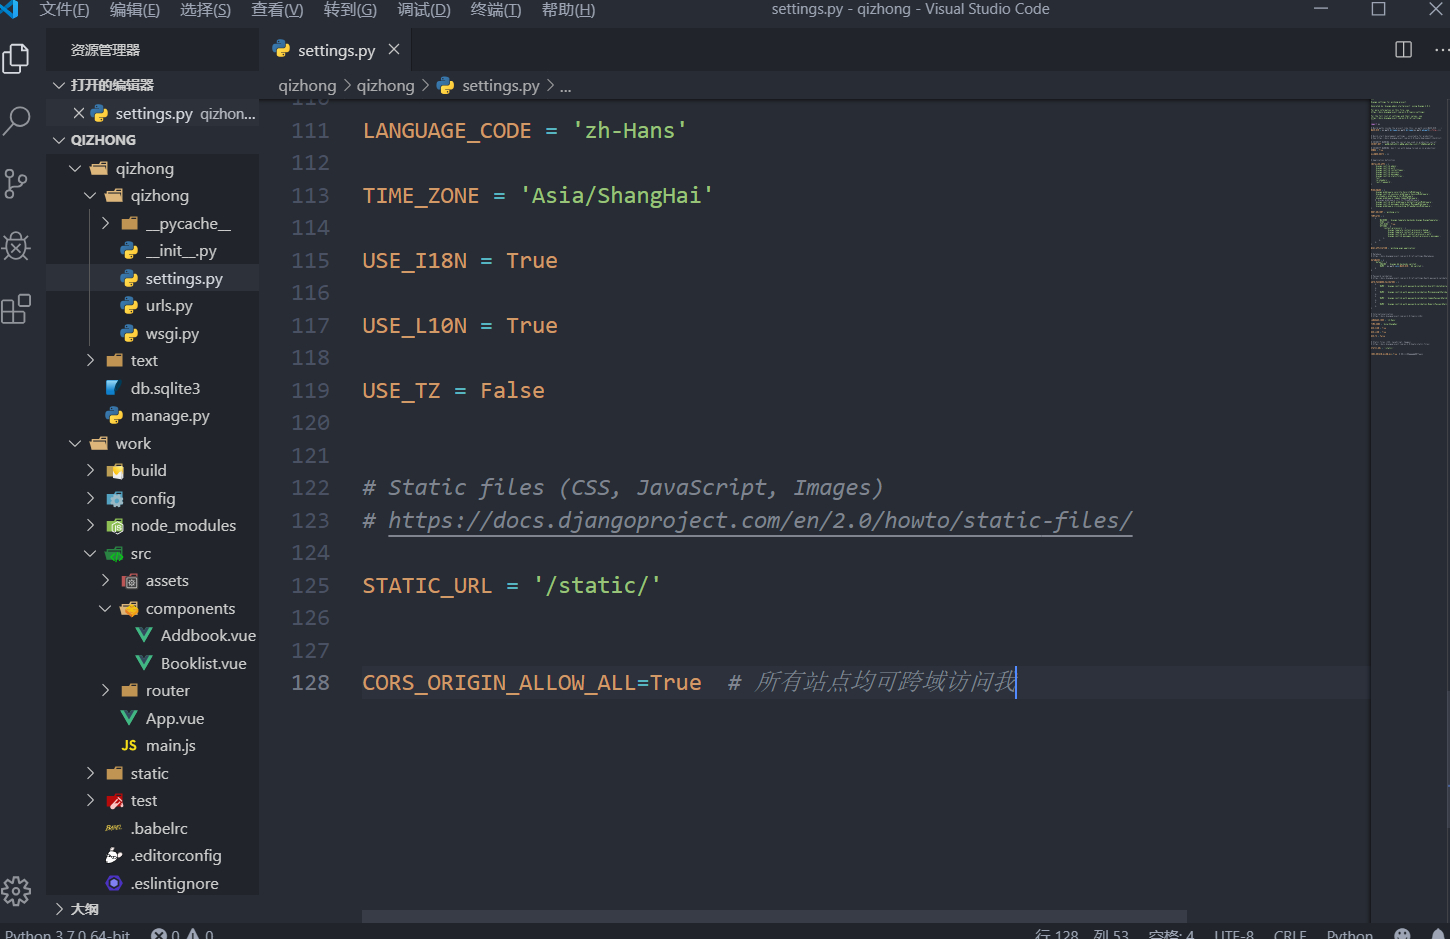 文件(F) 编辑(E) 选择(S) 查看(V) 转到(G) 调试(D) 终端(T) 帮助(H) settings.py - qizhong - Visual Studio Code
资源管理器
打开的编辑器
settings.py qizhon...
QIZHONG
qizhong
qizhong
__pycache__
__init__.py
settings.py
urls.py
wsgi.py
text
db.sqlite3
manage.py
work
build
config
node_modules
src
assets
components
Addbook.vue
Booklist.vue
router
App.vue
JS main.js
static
test
.babelrc
.editorconfig
.eslintignore
大纲
settings.py
qizhong > qizhong > settings.py > ...
110
111 LANGUAGE_CODE = 'zh-Hans'
112
113 TIME_ZONE = 'Asia/ShangHai'
114
115 USE_I18N = True
116
117 USE_L10N = True
118
119 USE_TZ = False
120
121
122 # Static files (CSS, JavaScript, Images)
123 # https://docs.djangoproject.com/en/2.0/howto/static-files/
124
125 STATIC_URL = '/static/'
126
127
128 CORS_ORIGIN_ALLOW_ALL=True # 所有站点均可跨域访问我
Python 3.7.0 64-bit 0 0 行 128, 列 53 空格: 4 UTF-8 CRLF Python